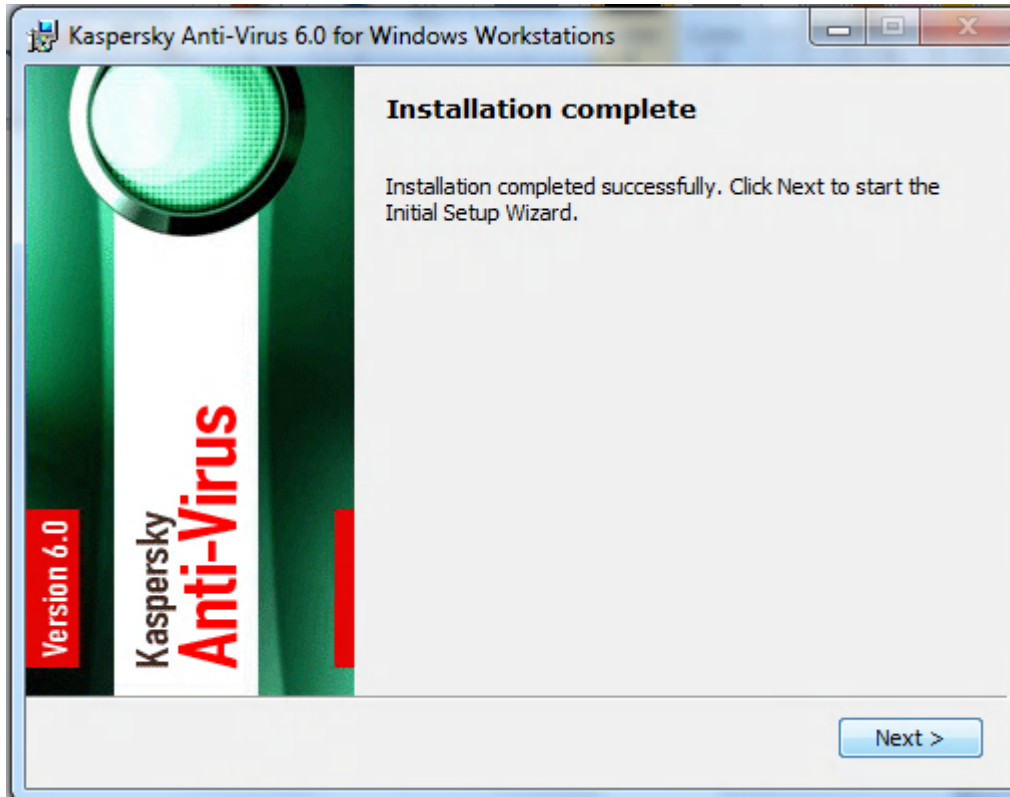 Kaspersky Anti-Virus 6.0 for Windows Workstations
Installation complete
Installation completed successfully. Click Next to start the
Initial Setup Wizard.
Version 6.0
Kaspersky
Anti-Virus
Next >